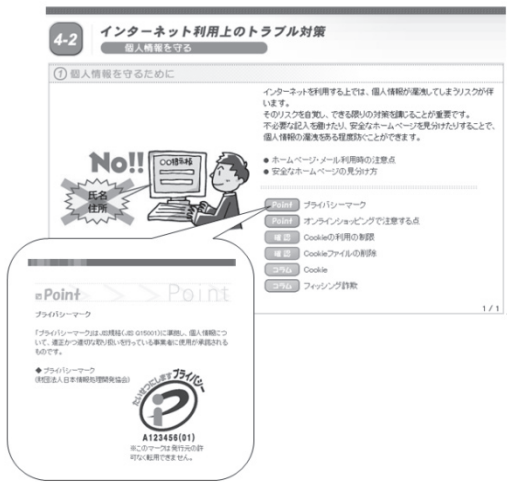 4-2
インターネット利用上のトラブル対策
個人情報を守る
① 個人情報を守るために
インターネットを利用する上では、個人情報が漏洩してしまうリスクが伴
います。
そのリスクを自覚し、できる限りの対策を講じることが重要です。
不必要な記入を避けたり、安全なホームページを見分けたりすることで、
個人情報の漏洩をある程度防ぐことができます。
● ホームページ・メール利用時の注意点
● 安全なホームページの見分け方
No!!
氏名
住所
Point プライバシーマーク
Point オンラインショッピングで注意する点
確認 Cookieの利用の制限
確認 Cookieファイルの削除
コラム Cookie
コラム フィッシング詐欺
1 / 1
Point
Point
プライバシーマーク
「プライバシーマーク」はJIS規格(JIS Q15001)に準拠し、個人情報につ
いて、適正かつ適切な取り扱いを行っている事業者に使用が承認される
ものです。
◆ プライバシーマーク
(財団法人日本情報処理開発協会)
たいせつにしますプライバシー
A123456(01)
※このマークは発行元の許
可なく転用できません。